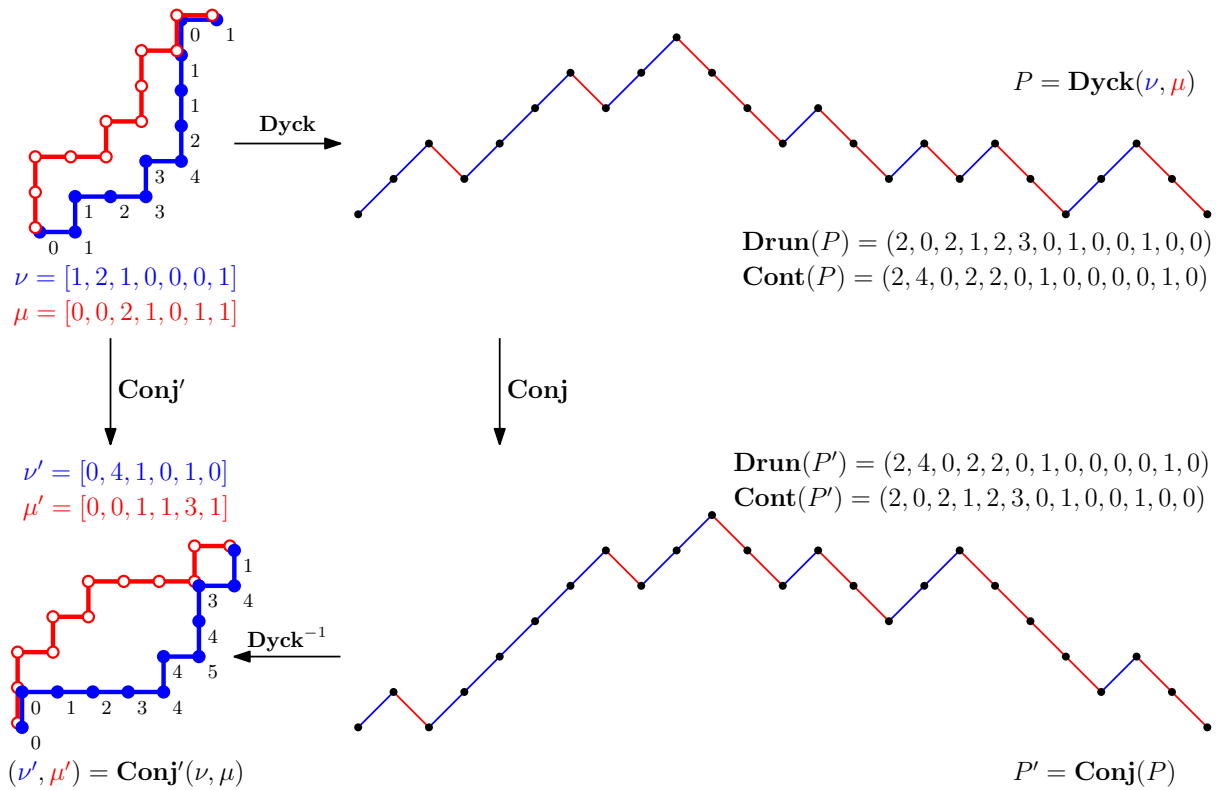 0 1
1
1
2
3 4
1 2 3
0 1
ν = [1, 2, 1, 0, 0, 0, 1]
μ = [0, 0, 2, 1, 0, 1, 1]
Dyck
P = Dyck(ν, μ)
Drun(P) = (2, 0, 2, 1, 2, 3, 0, 1, 0, 0, 1, 0, 0)
Cont(P) = (2, 4, 0, 2, 2, 0, 1, 0, 0, 0, 0, 1, 0)
Conj′
Conj
ν′ = [0, 4, 1, 0, 1, 0]
μ′ = [0, 0, 1, 1, 3, 1]
Drun(P′) = (2, 4, 0, 2, 2, 0, 1, 0, 0, 0, 0, 1, 0)
Cont(P′) = (2, 0, 2, 1, 2, 3, 0, 1, 0, 0, 1, 0, 0)
1
3 4
4
4 5
0 1 2 3 4
0
Dyck⁻¹
(ν′, μ′) = Conj′(ν, μ)
P′ = Conj(P)